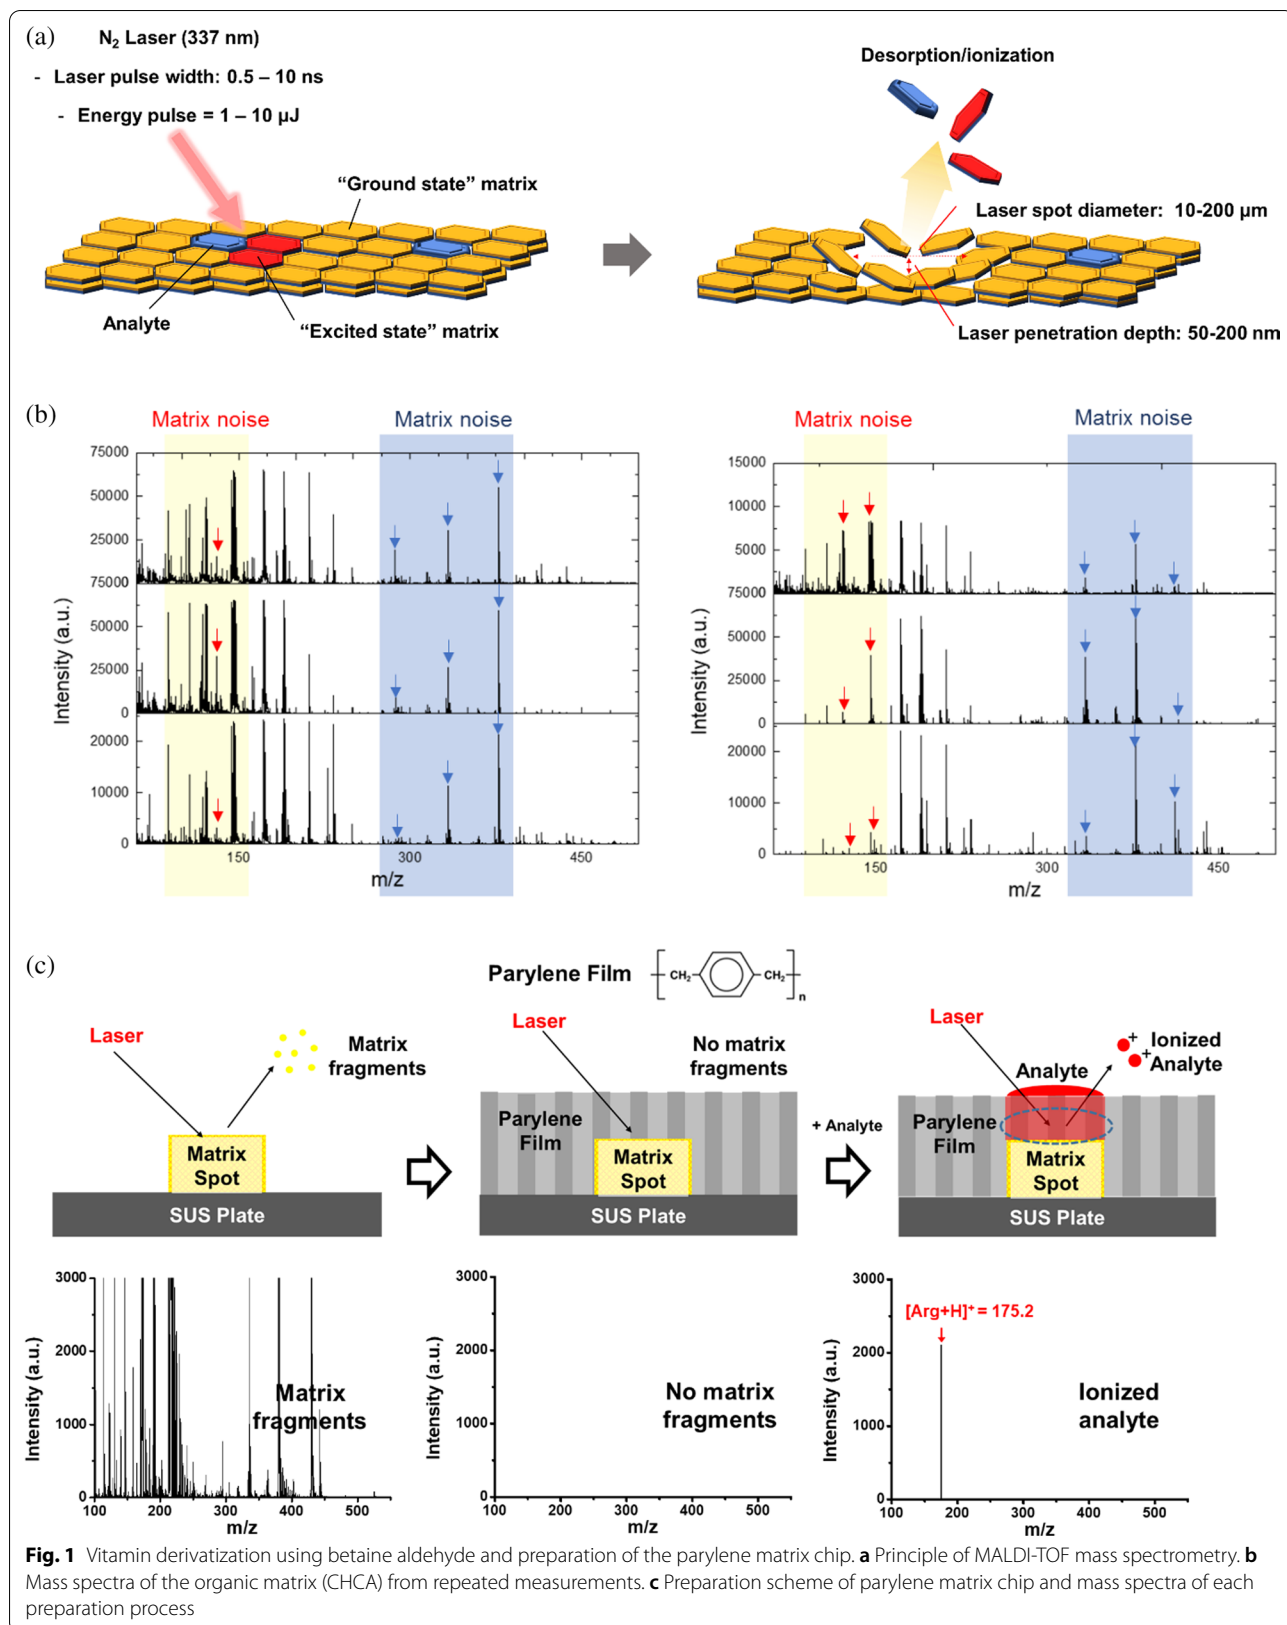 (a)
N2 Laser (337 nm)
- Laser pulse width: 0.5 – 10 ns
- Energy pulse = 1 – 10 µJ
“Ground state” matrix
Analyte
“Excited state” matrix
Desorption/ionization
Laser spot diameter: 10-200 µm
Laser penetration depth: 50-200 nm
(b)
Matrix noise
Matrix noise
75000
50000
25000
75000
50000
25000
0
20000
10000
0
150
300
450
Intensity (a.u.)
m/z
Matrix noise
Matrix noise
15000
10000
5000
75000
50000
25000
0
20000
10000
0
150
300
450
Intensity (a.u.)
m/z
(c)
Parylene Film
CH2
CH2
n
Laser
Matrix
fragments
Matrix
Spot
SUS Plate
Laser
No matrix
fragments
Parylene
Film
Matrix
Spot
SUS Plate
+ Analyte
Laser
Ionized
Analyte
+
+
Analyte
Parylene
Film
Matrix
Spot
SUS Plate
3000
2000
1000
0
100 200 300 400 500
Intensity (a.u.)
m/z
Matrix
fragments
3000
2000
1000
0
100 200 300 400 500
Intensity (a.u.)
m/z
No matrix
fragments
3000
2000
1000
0
100 200 300 400 500
Intensity (a.u.)
m/z
[Arg+H]+ = 175.2
Ionized
analyte
Fig. 1 Vitamin derivatization using betaine aldehyde and preparation of the parylene matrix chip. a Principle of MALDI-TOF mass spectrometry. b
Mass spectra of the organic matrix (CHCA) from repeated measurements. c Preparation scheme of parylene matrix chip and mass spectra of each
preparation process